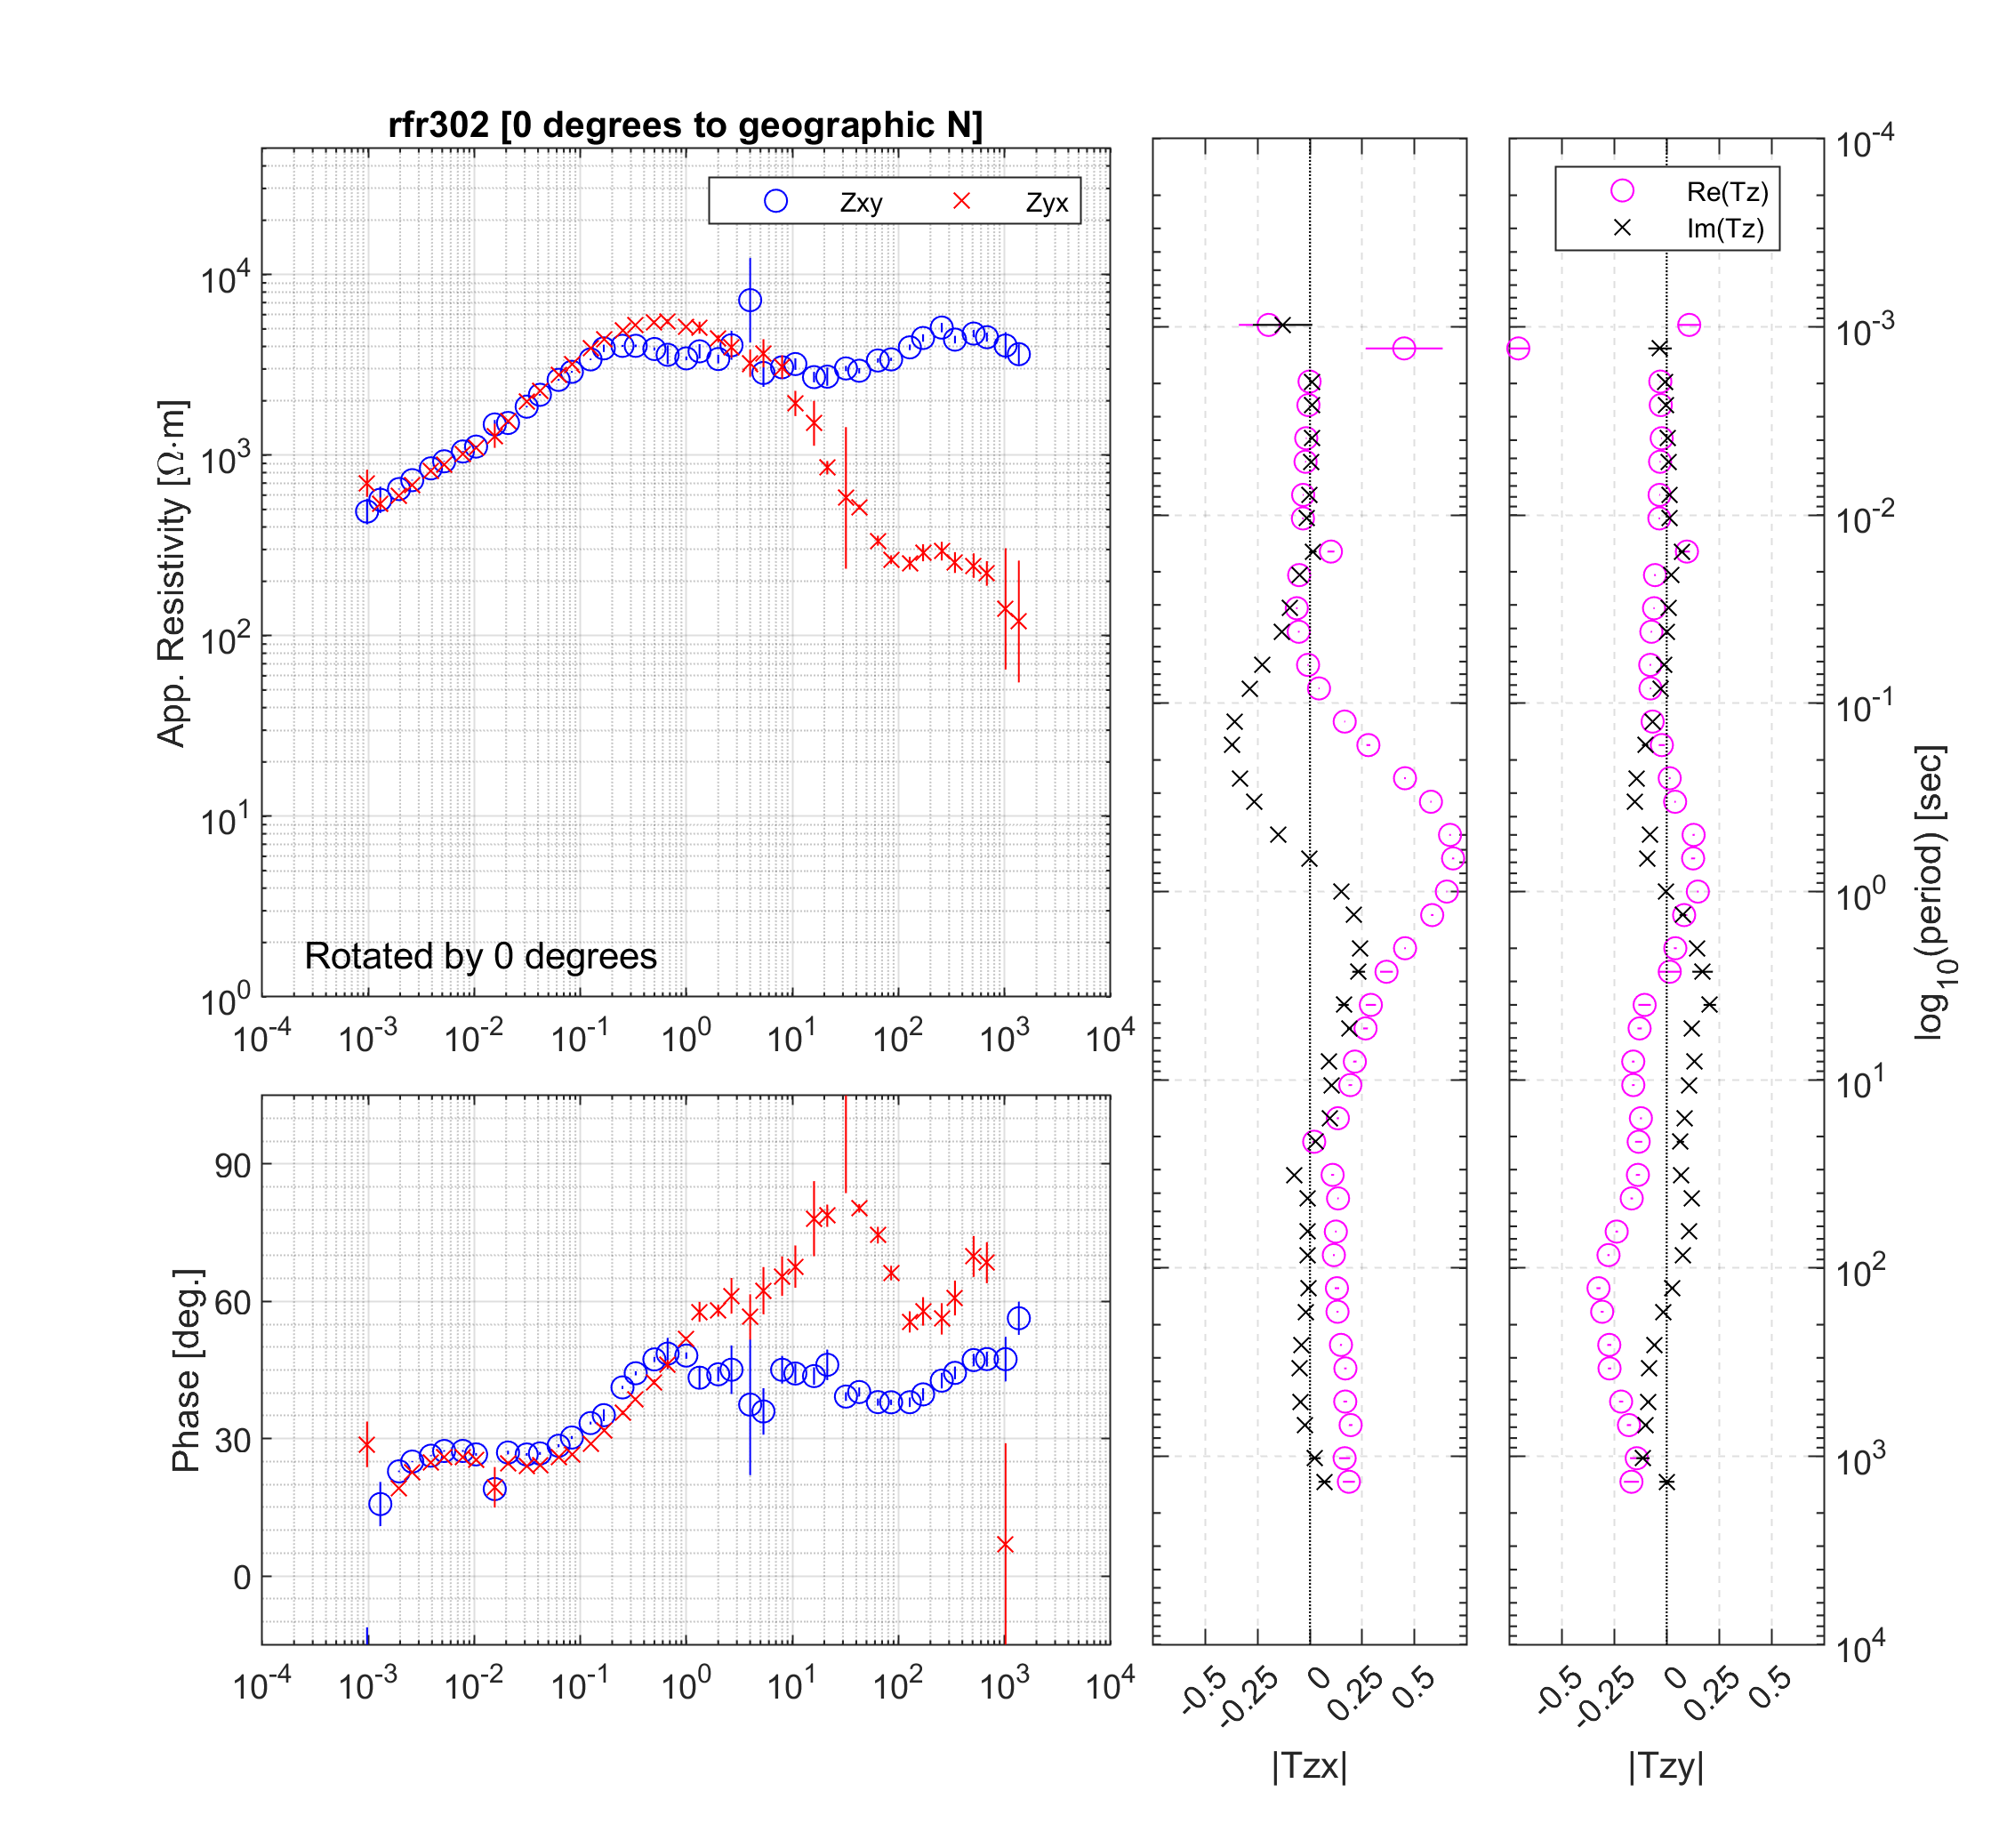 rfr302 [0 degrees to geographic N]
Zxy Zyx
App. Resistivity [Ω·m]
10^4
10^3
10^2
10^1
10^0
Rotated by 0 degrees
10^-4 10^-3 10^-2 10^-1 10^0 10^1 10^2 10^3 10^4
Phase [deg.]
90
60
30
0
10^-4 10^-3 10^-2 10^-1 10^0 10^1 10^2 10^3 10^4
-0.5 -0.25 0 0.25 0.5
|Tzx|
Re(Tz)
Im(Tz)
10^-4
10^-3
10^-2
10^-1
10^0
10^1
10^2
10^3
10^4
log_10(period) [sec]
-0.5 -0.25 0 0.25 0.5
|Tzy|